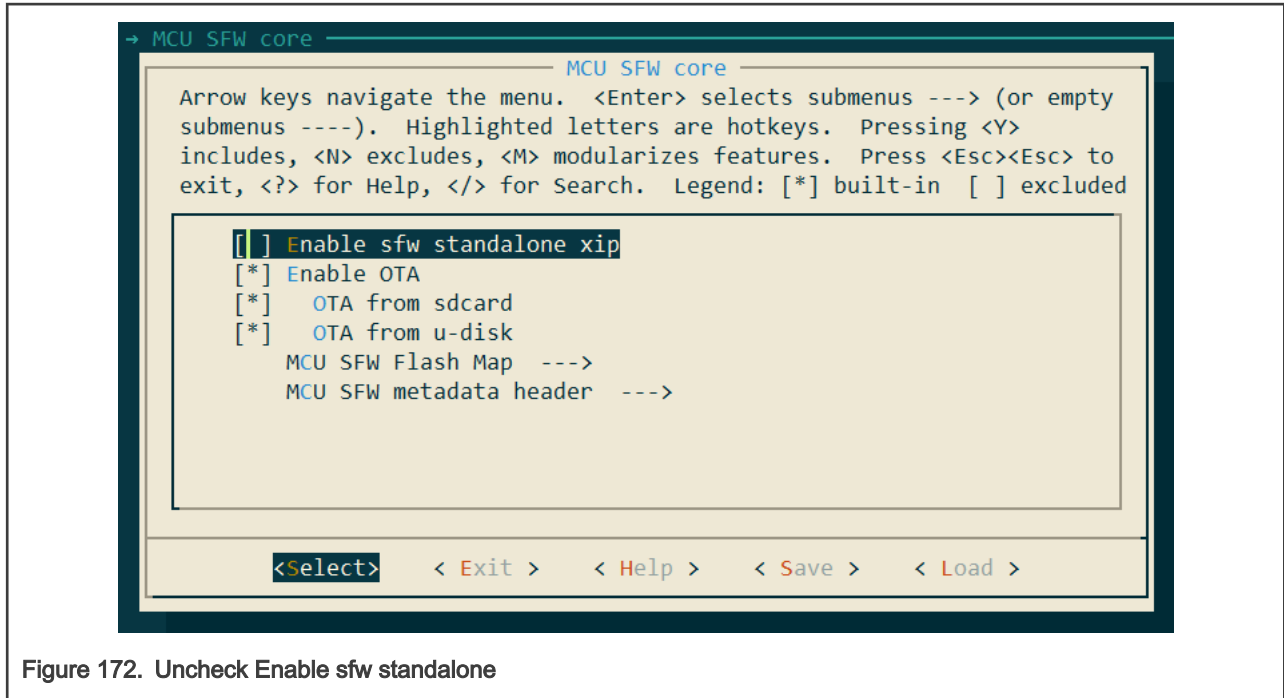 → MCU SFW core
MCU SFW core
Arrow keys navigate the menu.  <Enter> selects submenus ---> (or empty
submenus ----).  Highlighted letters are hotkeys.  Pressing <Y>
includes, <N> excludes, <M> modularizes features.  Press <Esc><Esc> to
exit, <?> for Help, </> for Search.  Legend: [*] built-in  [ ] excluded
[ ] Enable sfw standalone xip
[*] Enable OTA
[*]   OTA from sdcard
[*]   OTA from u-disk
MCU SFW Flash Map  --->
MCU SFW metadata header  --->
<Select>    < Exit >    < Help >    < Save >    < Load >
Figure 172. Uncheck Enable sfw standalone